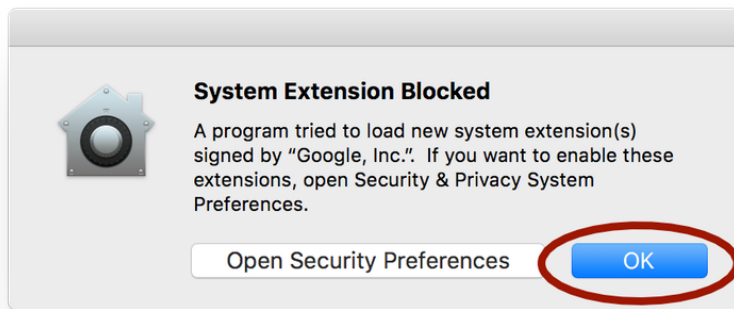 System Extension Blocked
A program tried to load new system extension(s)
signed by “Google, Inc.”.  If you want to enable these
extensions, open Security & Privacy System
Preferences.
Open Security Preferences
OK